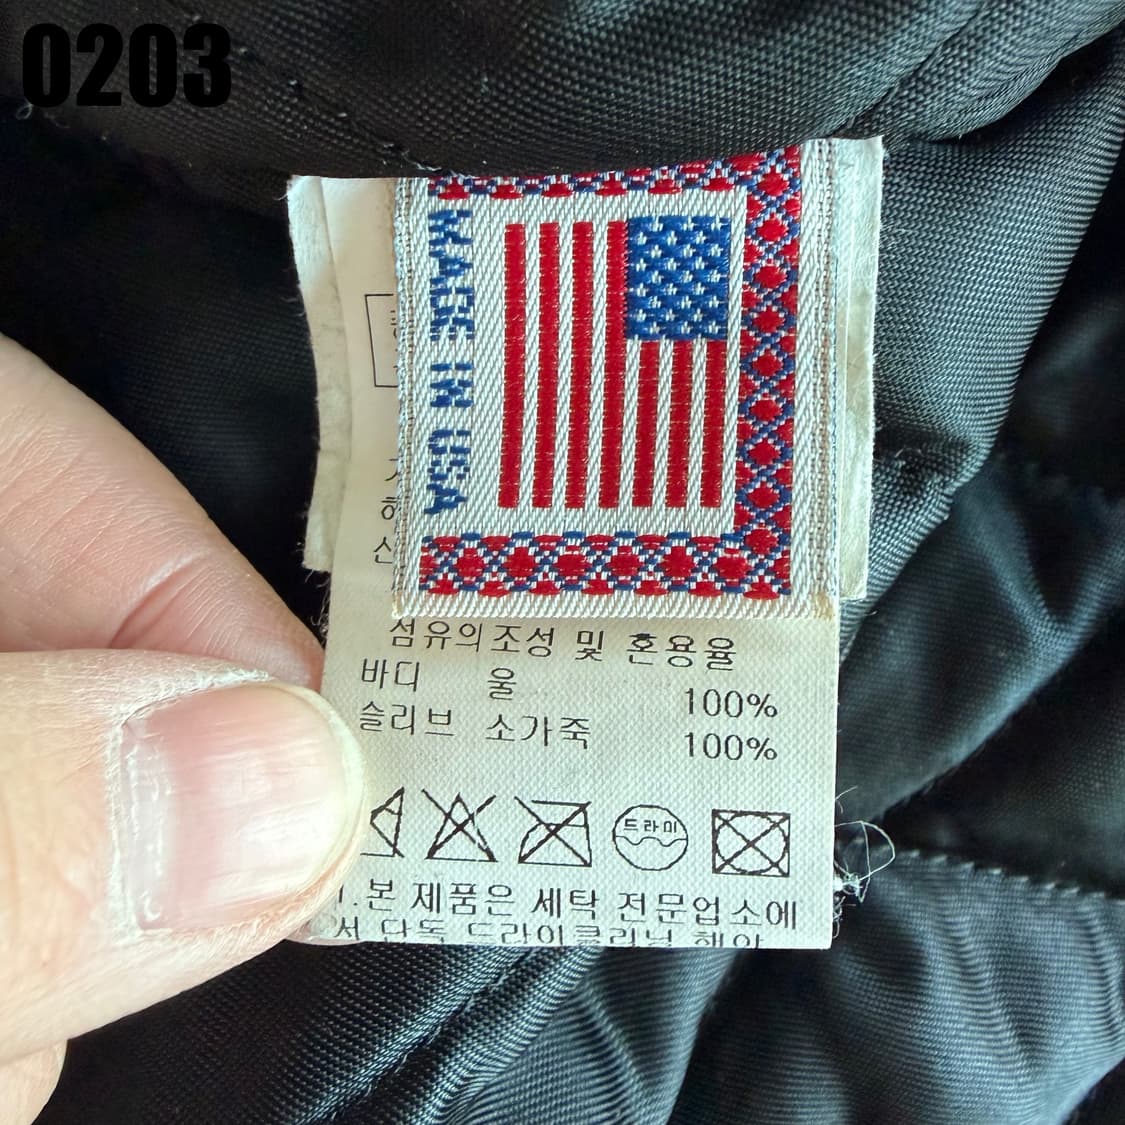 0203
MADE IN USA
섬유의조성 및 혼용율
바디 울 100%
슬리브 소가죽 100%
드라이
1.본 제품은 세탁 전문업소에
서 단독 드라이클리닝 해야